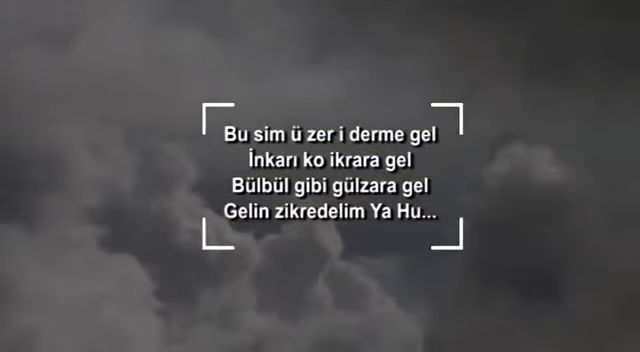 Bu sim ü zer i derme gel
İnkarı ko ikrara gel
Bülbül gibi gülzara gel
Gelin zikredelim Ya Hu...